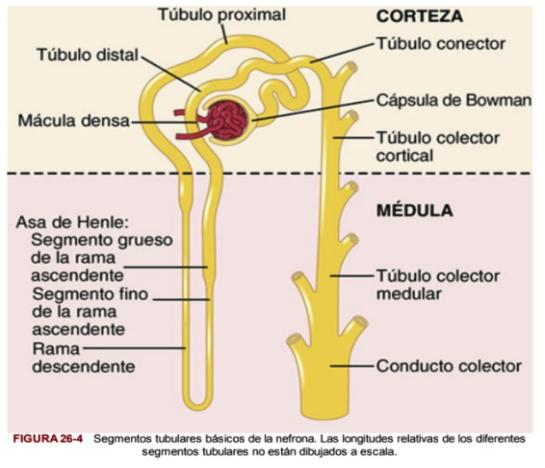 Túbulo proximal
CORTEZA
Túbulo distal
Túbulo conector
Cápsula de Bowman
Mácula densa
Túbulo colector
cortical
MÉDULA
Asa de Henle:
Segmento grueso
de la rama
ascendente
Segmento fino
de la rama
ascendente
Rama
descendente
Túbulo colector
medular
Conducto colector
FIGURA 26-4 Segmentos tubulares básicos de la nefrona. Las longitudes relativas de los diferentes
segmentos tubulares no están dibujados a escala.